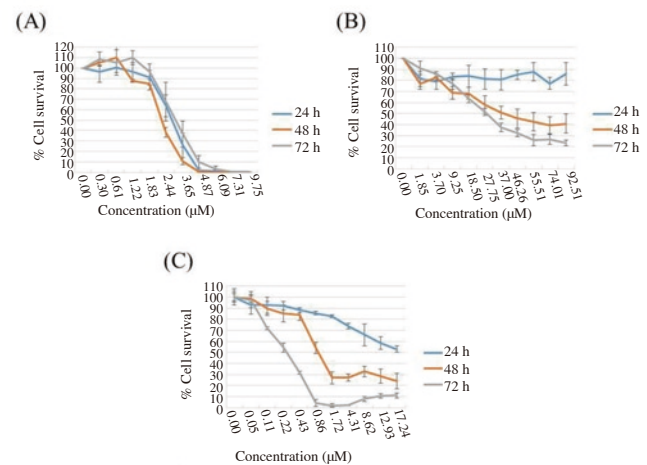 (A)
120
110
100
90
80
70
60
50
40
30
20
10
0
% Cell survival
0.00 0.30 0.61 1.22 1.83 2.44 3.65 4.87 6.09 7.31 9.75
Concentration (µM)
24 h
48 h
72 h
(B)
110
100
90
80
70
60
50
40
30
20
10
0
% Cell survival
0.00 1.85 3.70 9.25 18.50 27.75 37.00 46.26 55.51 74.01 92.51
Concentration (µM)
24 h
48 h
72 h
(C)
110
100
90
80
70
60
50
40
30
20
10
0
% Cell survival
0.00 0.05 0.11 0.22 0.43 0.86 1.72 4.31 8.62 12.93 17.24
Concentration (µM)
24 h
48 h
72 h